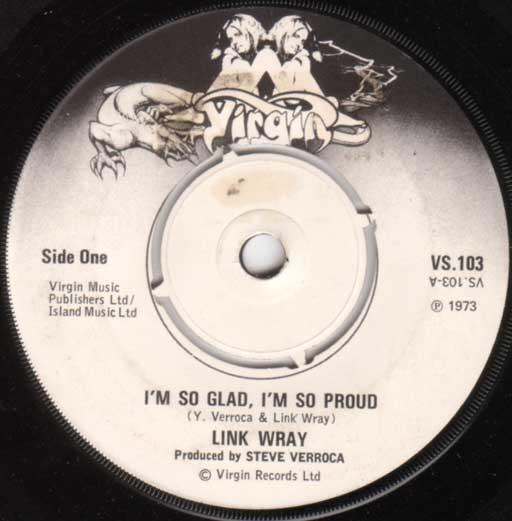 Virgin
Side One
VS.103
VS.103-A
Virgin Music
Publishers Ltd/
Island Music Ltd
℗ 1973
I'M SO GLAD, I'M SO PROUD
(Y. Verroca & Link Wray)
LINK WRAY
Produced by STEVE VERROCA
© Virgin Records Ltd